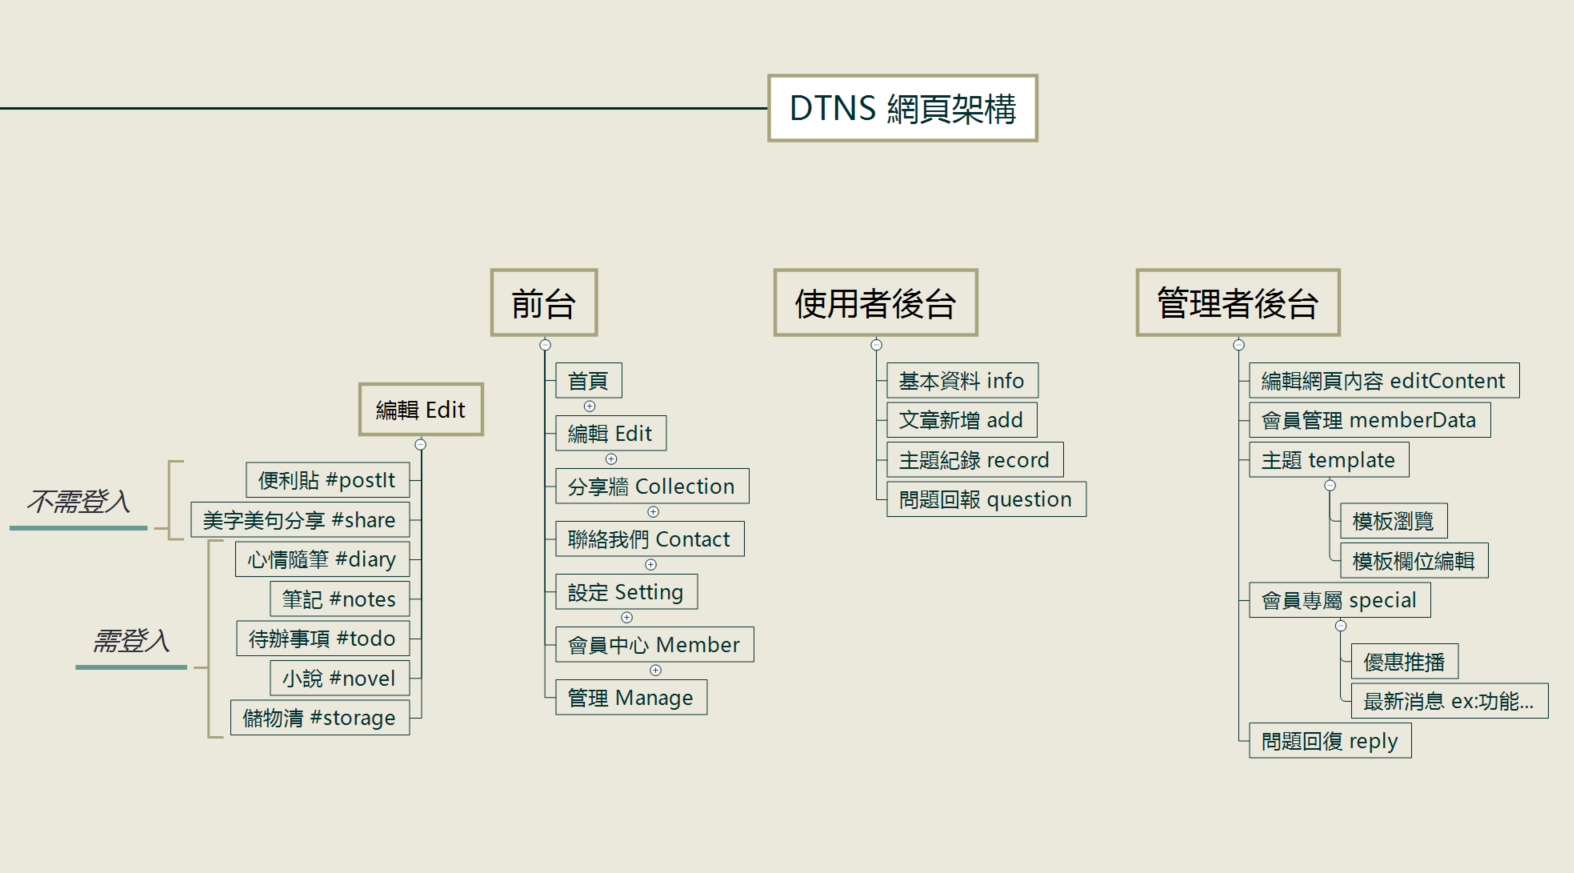 DTNS 網頁架構
前台
使用者後台
管理者後台
編輯 Edit
便利貼 #postIt
美字美句分享 #share
心情隨筆 #diary
筆記 #notes
待辦事項 #todo
小說 #novel
儲物清 #storage
不需登入
需登入
首頁
編輯 Edit
分享牆 Collection
聯絡我們 Contact
設定 Setting
會員中心 Member
管理 Manage
基本資料 info
文章新增 add
主題紀錄 record
問題回報 question
編輯網頁內容 editContent
會員管理 memberData
主題 template
模板瀏覽
模板欄位編輯
會員專屬 special
優惠推播
最新消息 ex:功能...
問題回復 reply